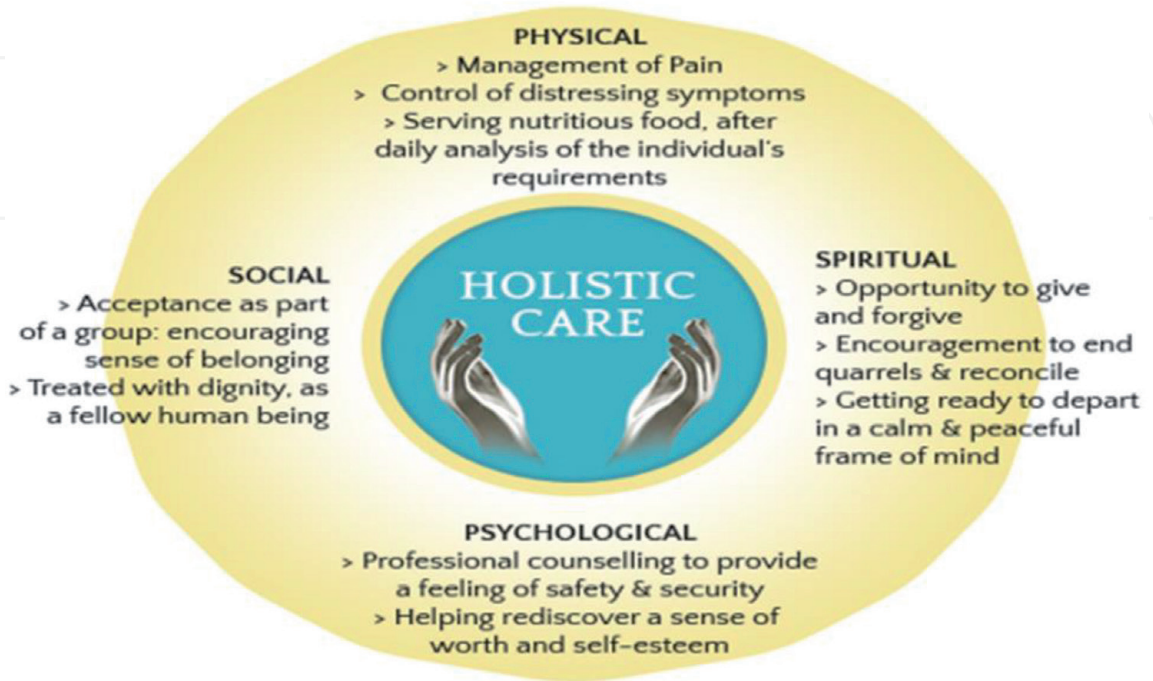 PHYSICAL
> Management of Pain
> Control of distressing symptoms
> Serving nutritious food, after
daily analysis of the individual's
requirements
HOLISTIC
CARE
SOCIAL
> Acceptance as part
of a group: encouraging
sense of belonging
> Treated with dignity, as
a fellow human being
SPIRITUAL
> Opportunity to give
and forgive
> Encouragement to end
quarrels & reconcile
> Getting ready to depart
in a calm & peaceful
frame of mind
PSYCHOLOGICAL
> Professional counselling to provide
a feeling of safety & security
> Helping rediscover a sense of
worth and self-esteem